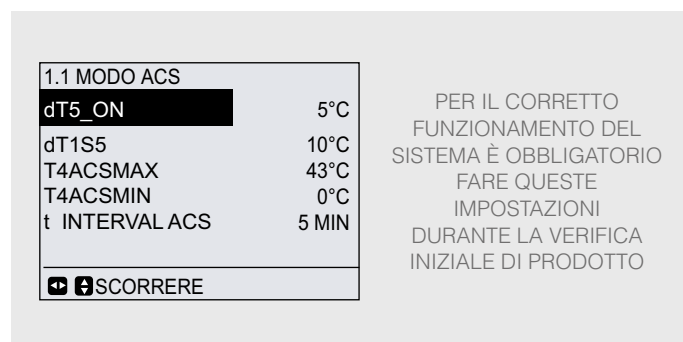 1.1 MODO ACS
dT5_ON 5°C
dT1S5 10°C
T4ACSMAX 43°C
T4ACSMIN 0°C
t INTERVAL ACS 5 MIN
SCORRERE
PER IL CORRETTO
FUNZIONAMENTO DEL
SISTEMA È OBBLIGATORIO
FARE QUESTE
IMPOSTAZIONI
DURANTE LA VERIFICA
INIZIALE DI PRODOTTO